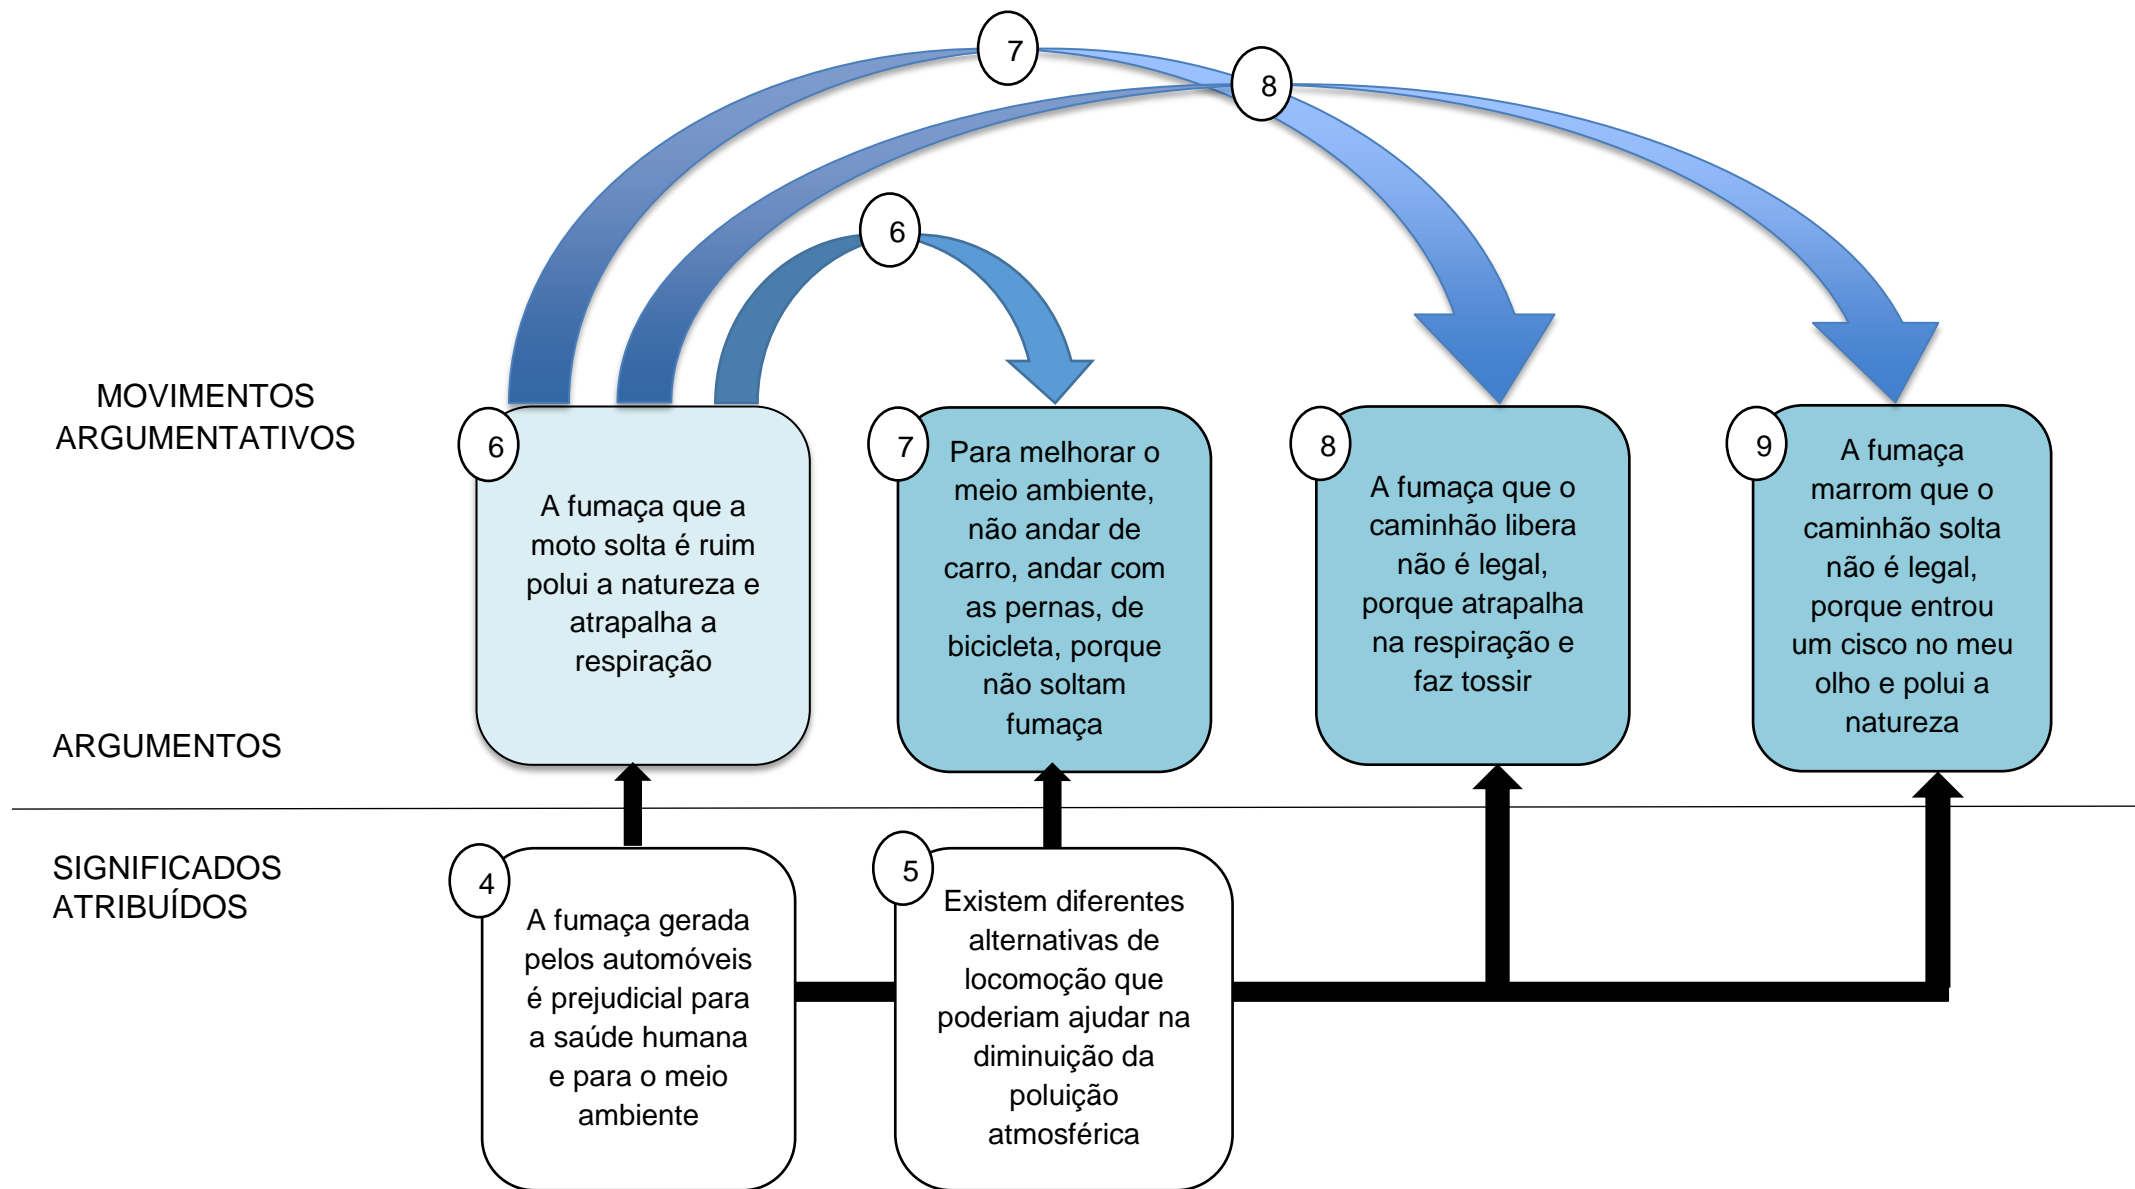 7
8
6
MOVIMENTOS
ARGUMENTATIVOS
6
A fumaça que a
moto solta é ruim
polui a natureza e
atrapalha a
respiração
7
Para melhorar o
meio ambiente,
não andar de
carro, andar com
as pernas, de
bicicleta, porque
não soltam
fumaça
8
A fumaça que o
caminhão libera
não é legal,
porque atrapalha
na respiração e
faz tossir
9
A fumaça
marrom que o
caminhão solta
não é legal,
porque entrou
um cisco no meu
olho e polui a
natureza
ARGUMENTOS
SIGNIFICADOS
ATRIBUÍDOS
4
A fumaça gerada
pelos automóveis
é prejudicial para
a saúde humana
e para o meio
ambiente
5
Existem diferentes
alternativas de
locomoção que
poderiam ajudar na
diminuição da
poluição
atmosférica